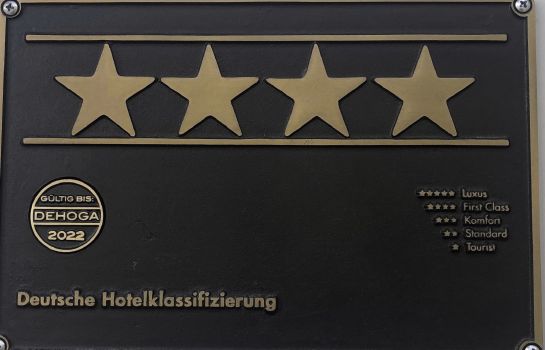 GÜLTIG BIS:
DEHOGA
2022
★★★★★ Luxus
★★★★ First Class
★★★ Komfort
★★ Standard
★ Tourist
Deutsche Hotelklassifizierung